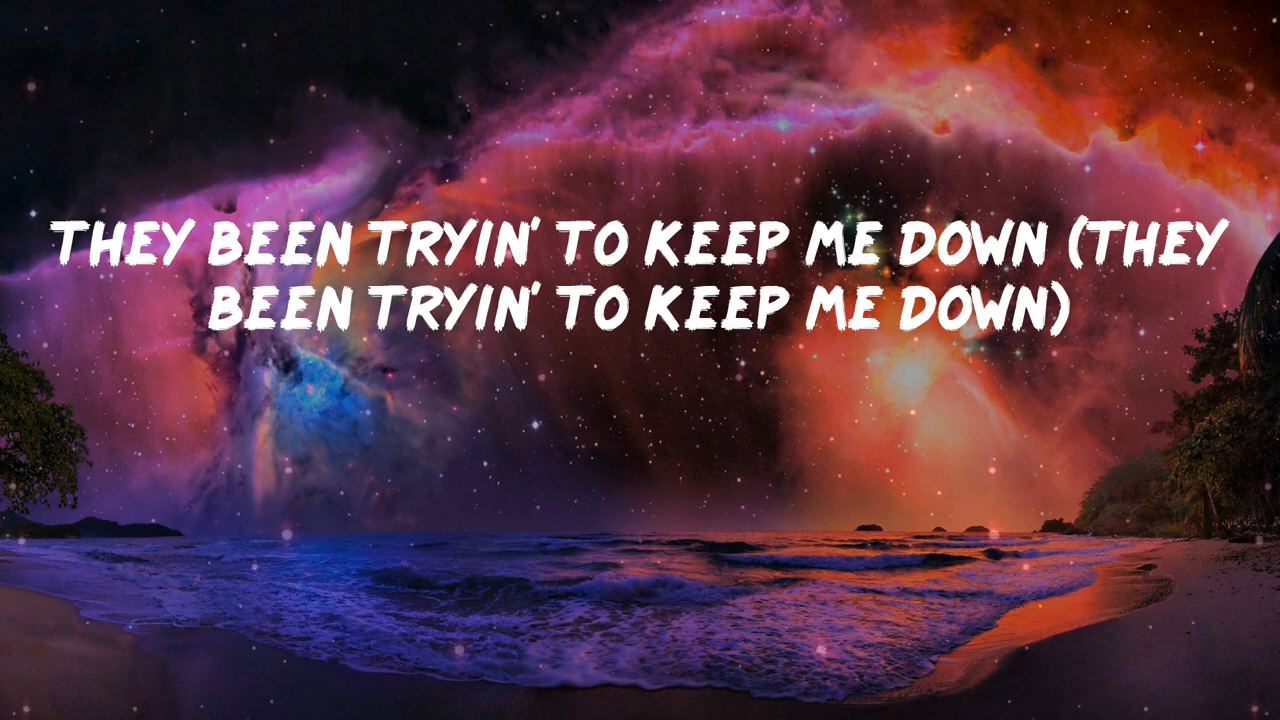 THEY BEEN TRYIN' TO KEEP ME DOWN (THEY
BEEN TRYIN' TO KEEP ME DOWN)